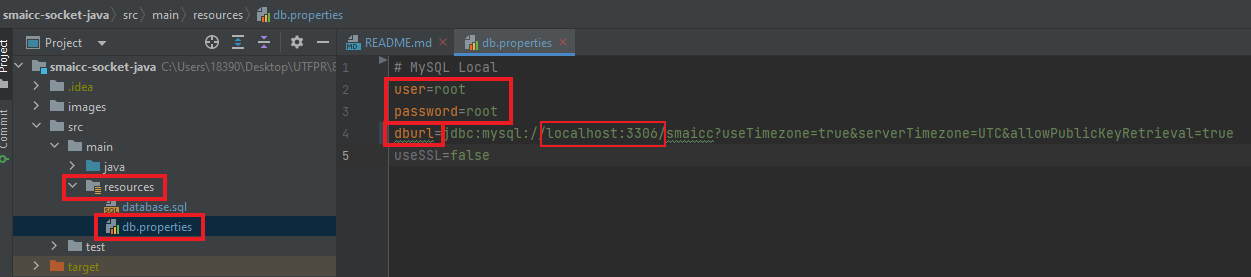 smaicc-socket-java > src > main > resources > db.properties
Project
README.md
db.properties
Project
Commit
smaicc-socket-java C:\Users\18390\Desktop\UTFPR\8
.idea
images
src
main
java
resources
database.sql
db.properties
test
target
1 # MySQL Local
2 user=root
3 password=root
4 dburl=jdbc:mysql://localhost:3306/smaicc?useTimezone=true&serverTimezone=UTC&allowPublicKeyRetrieval=true
5 useSSL=false